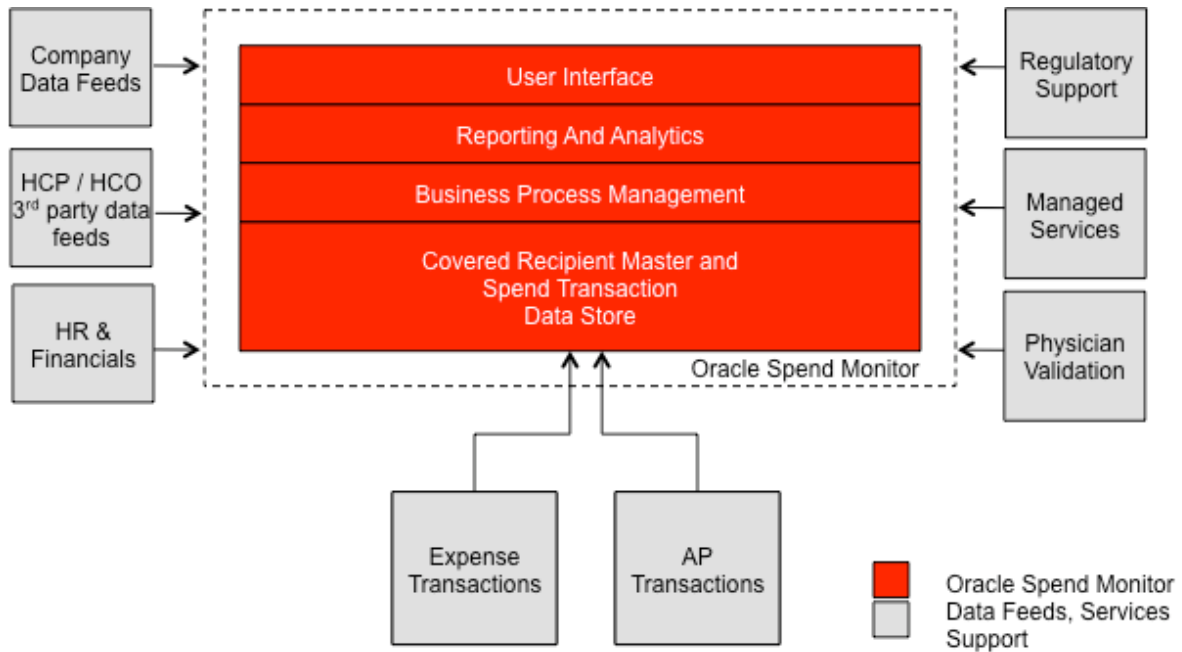 Company
Data Feeds
HCP / HCO
3rd party data
feeds
HR &
Financials
User Interface
Reporting And Analytics
Business Process Management
Covered Recipient Master and
Spend Transaction
Data Store
Oracle Spend Monitor
Regulatory
Support
Managed
Services
Physician
Validation
Expense
Transactions
AP
Transactions
Oracle Spend Monitor
Data Feeds, Services
Support